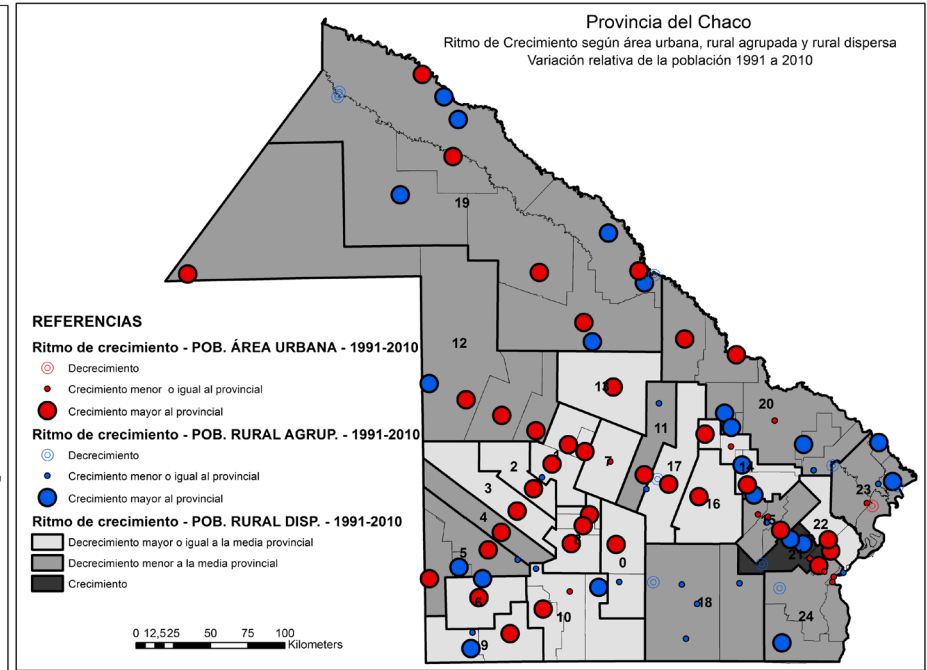 Provincia del Chaco
Ritmo de Crecimiento según área urbana, rural agrupada y rural dispersa
Variación relativa de la población 1991 a 2010
19
12
13
20
11
1
7
2
17
14
3
16
23
4
22
5
8
21
0
6
18
10
24
9
REFERENCIAS
Ritmo de crecimiento - POB. ÁREA URBANA - 1991-2010
Decrecimiento
Crecimiento menor o igual al provincial
Crecimiento mayor al provincial
Ritmo de crecimiento - POB. RURAL AGRUP. - 1991-2010
Decrecimiento
Crecimiento menor o igual al provincial
Crecimiento mayor al provincial
Ritmo de crecimiento - POB. RURAL DISP. - 1991-2010
Decrecimiento mayor o igual a la media provincial
Decrecimiento menor a la media provincial
Crecimiento
0 12,525 50 75 100
Kilometers